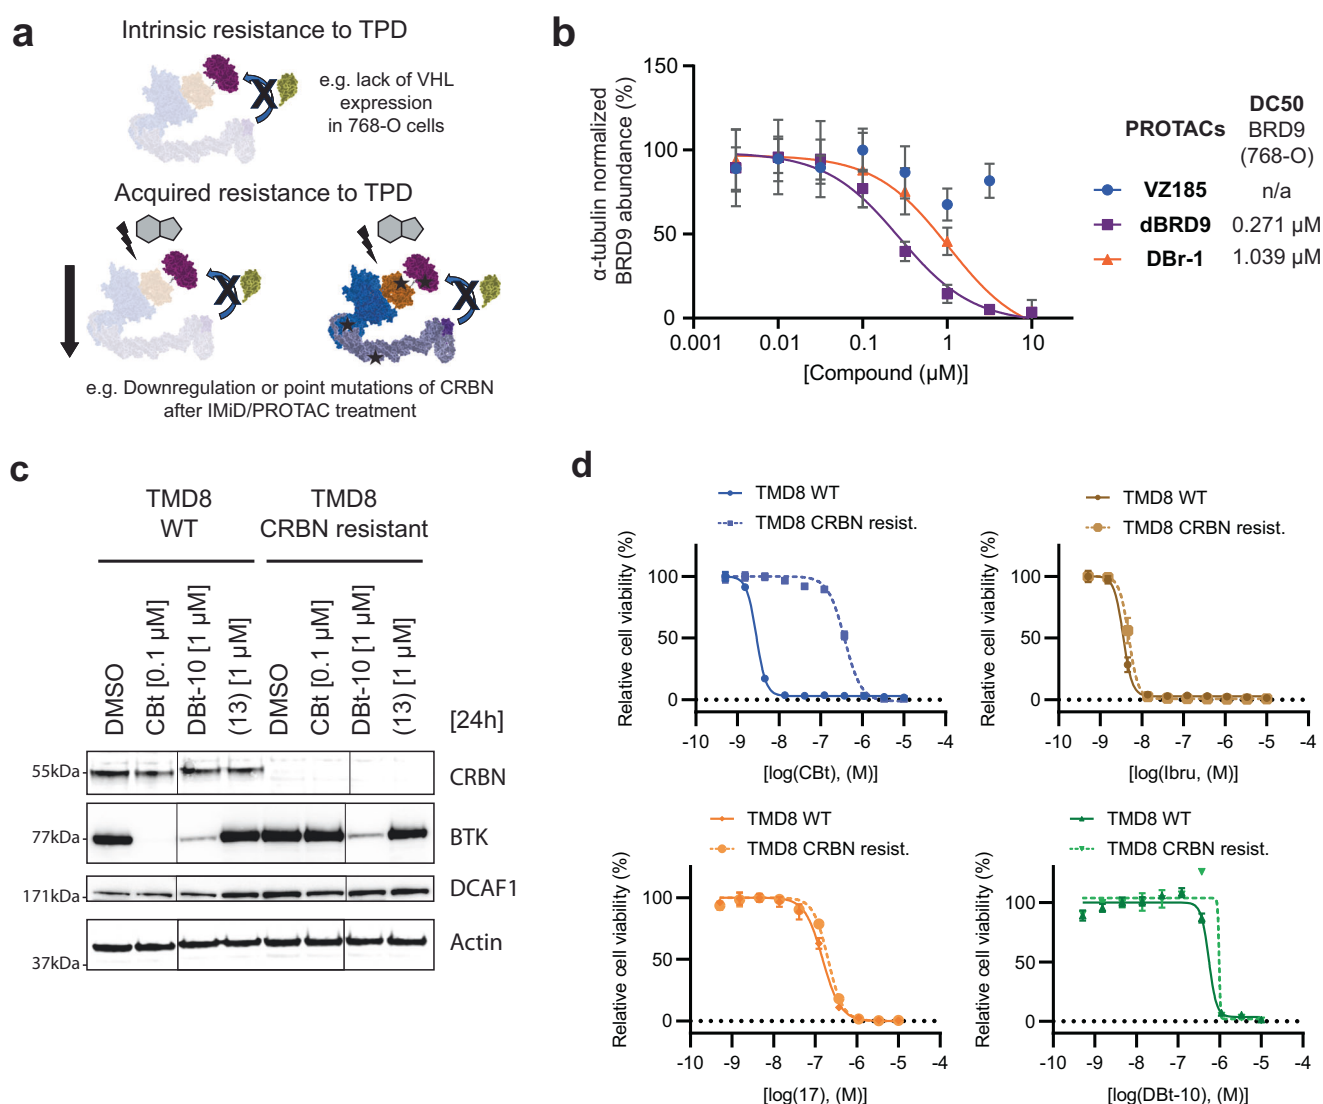 a
Intrinsic resistance to TPD
e.g. lack of VHL
expression
in 768-O cells
X
Acquired resistance to TPD
X
X
e.g. Downregulation or point mutations of CRBN
after IMiD/PROTAC treatment
b
α-tubulin normalized
BRD9 abundance (%)
150
100
50
0
0.001
0.01
0.1
1
10
[Compound (µM)]
PROTACs
DC50
BRD9
(768-O)
VZ185 n/a
dBRD9 0.271 µM
DBr-1 1.039 µM
c
TMD8
WT
TMD8
CRBN resistant
DMSO
CBt [0.1 µM]
DBt-10 [1 µM]
(13) [1 µM]
DMSO
CBt [0.1 µM]
DBt-10 [1 µM]
(13) [1 µM]
[24h]
55kDa
CRBN
77kDa
BTK
171kDa
DCAF1
Actin
37kDa
d
TMD8 WT
TMD8 CRBN resist.
Relative cell viability (%)
100
50
0
-10 -9 -8 -7 -6 -5 -4
[log(CBt), (M)]
TMD8 WT
TMD8 CRBN resist.
Relative cell viability (%)
100
50
0
-10 -9 -8 -7 -6 -5 -4
[log(Ibru, (M)]
TMD8 WT
TMD8 CRBN resist.
Relative cell viability (%)
100
50
0
-10 -9 -8 -7 -6 -5 -4
[log(17), (M)]
TMD8 WT
TMD8 CRBN resist.
Relative cell viability (%)
100
50
0
-10 -9 -8 -7 -6 -5 -4
[log(DBt-10), (M)]